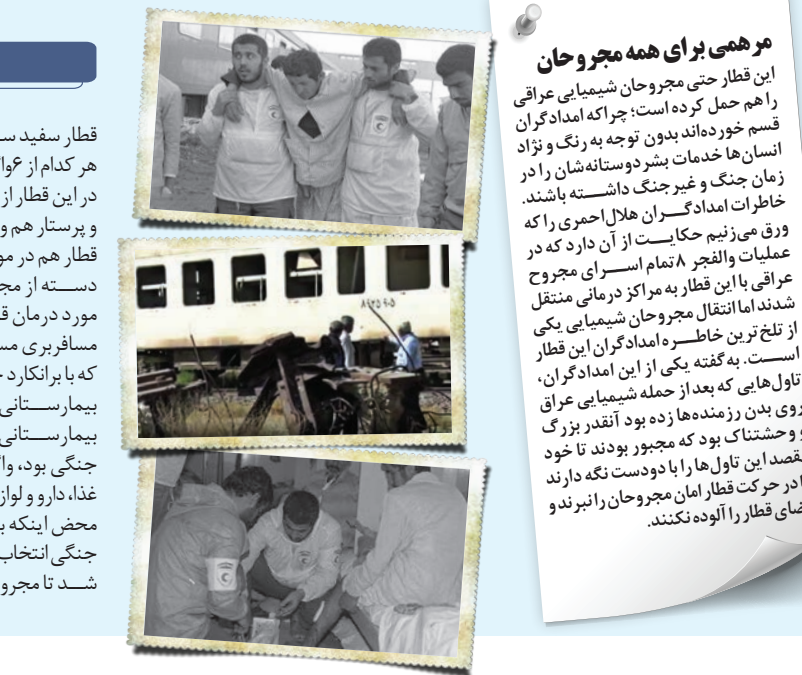 مرهمی برای همه مجروحان
این قطار حتی مجروحان شیمیایی عراقی
را هم حمل کرده است؛ چراکه امدادگران
قسم خورده‌اند بدون توجه به رنگ و نژاد
انسان‌ها خدمات بشردوستانه‌شان را در
زمان جنگ و غیرجنگ داشته باشند.
خاطرات امدادگران هلال‌احمری را که
ورق می‌زنیم حکایت از آن دارد که در
عملیات والفجر ۸ تمام اسرای مجروح
عراقی با این قطار به مراکز درمانی منتقل
شدند اما انتقال مجروحان شیمیایی یکی
از تلخ‌ترین خاطره امدادگران این قطار
است. به گفته یکی از این امدادگران،
تاول‌هایی که بعد از حمله شیمیایی عراق
روی بدن رزمنده‌ها زده بود آنقدر بزرگ
و وحشتناک بود که مجبور بودند تا خود
مقصد این تاول‌ها را با دودست نگه دارند
تا در حرکت قطار امان مجروحان را نبرند و
فضای قطار را آلوده نکنند.
قطار سفید
هر کدام از ۶
در این قطار از
و پرستار هم
قطار هم در
دسته از
مورد درمان
مسافربری
که با برانکارد
بیمارستانی
بیمارستانی
جنگی بود،
غذا، دارو و
محض اینکه
جنگی انتخاب
شد تا